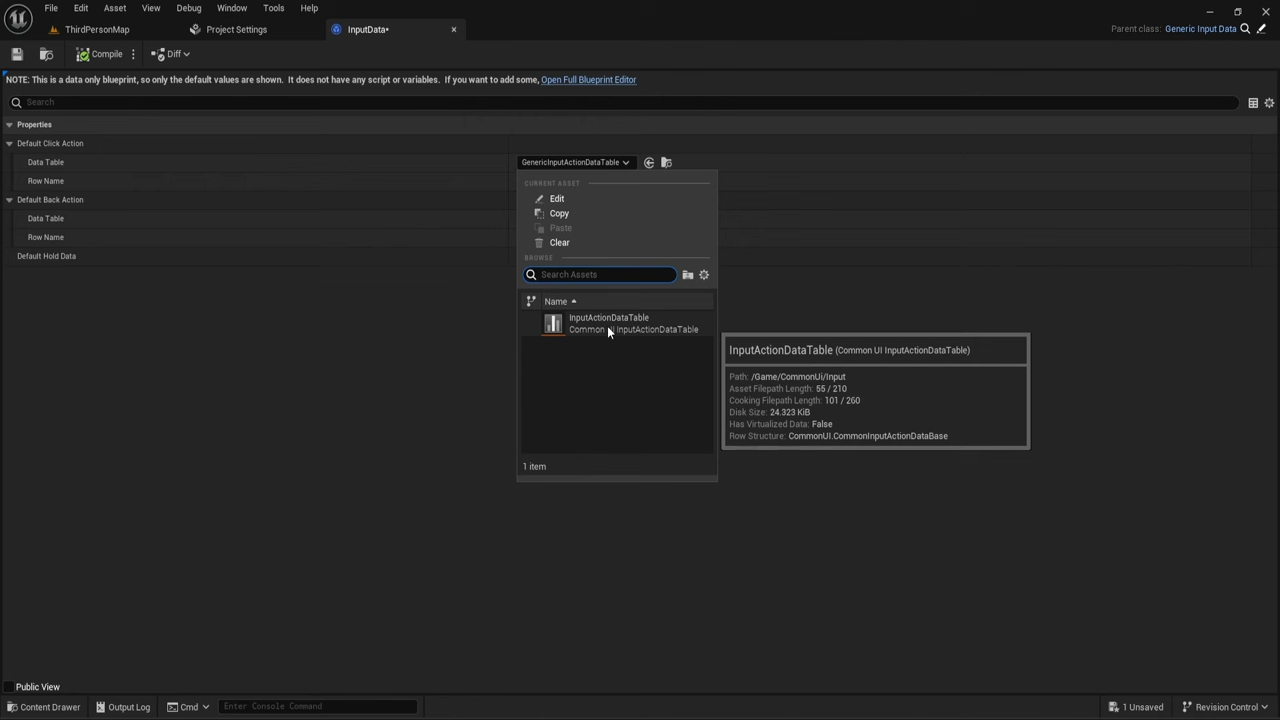 File Edit Asset View Debug Window Tools Help
ThirdPersonMap
Project Settings
InputData•
Parent class: Generic Input Data
Compile
Diff
NOTE: This is a data only blueprint, so only the default values are shown. It does not have any script or variables. If you want to add some, Open Full Blueprint Editor
Search
Properties
Default Click Action
Data Table
GenericInputActionDataTable
Row Name
Default Back Action
Data Table
Row Name
Default Hold Data
CURRENT ASSET
Edit
Copy
Paste
Clear
BROWSE
Search Assets
Name
InputActionDataTable
Common UI InputActionDataTable
1 item
InputActionDataTable (Common UI InputActionDataTable)
Path: /Game/CommonUi/Input
Asset Filepath Length: 55 / 210
Cooking Filepath Length: 101 / 260
Disk Size: 24.323 KiB
Has Virtualized Data: False
Row Structure: CommonUI.CommonInputActionDataBase
Public View
Content Drawer
Output Log
Cmd
Enter Console Command
1 Unsaved
Revision Control